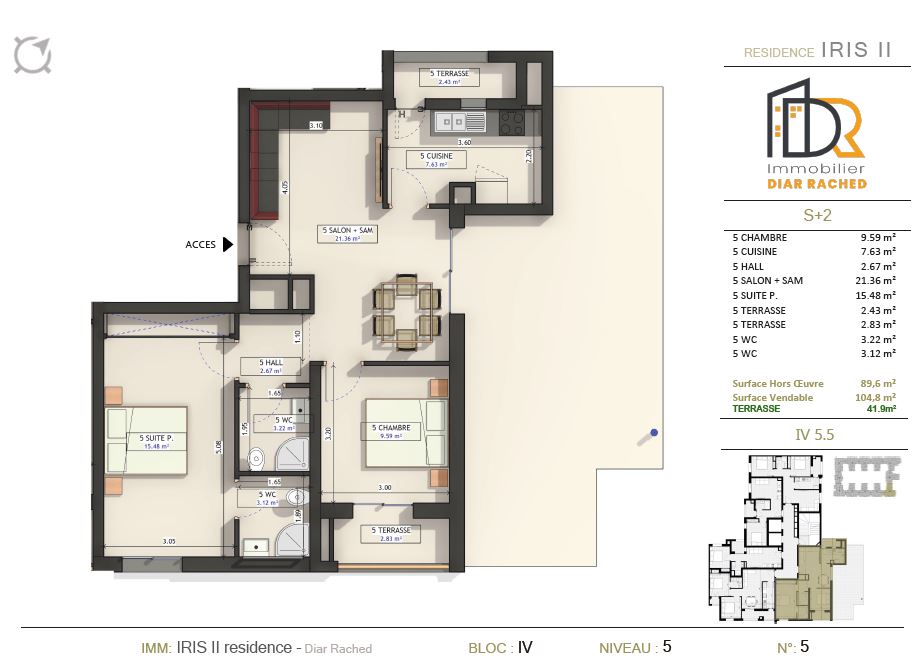 RESIDENCE IRIS II
DR
Immobilier
DIAR RACHED
S+2
5 CHAMBRE 9.59 m²
5 CUISINE 7.63 m²
5 HALL 2.67 m²
5 SALON + SAM 21.36 m²
5 SUITE P. 15.48 m²
5 TERRASSE 2.43 m²
5 TERRASSE 2.83 m²
5 WC 3.22 m²
5 WC 3.12 m²
Surface Hors Œuvre 89,6 m²
Surface Vendable 104,8 m²
TERRASSE 41.9m²
IV 5.5
5 TERRASSE
2.43 m²
H
3.10
3.60
2.20
5 CUISINE
7.63 m²
4.05
5 SALON + SAM
21.36 m²
ACCES
1.10
5 HALL
2.67 m²
1.65
5 WC
3.22 m²
1.95
5 SUITE P.
15.48 m²
5.08
5 CHAMBRE
9.59 m²
3.20
3.00
1.65
5 WC
3.12 m²
1.89
3.05
5 TERRASSE
2.83 m²
IMM: IRIS II residence - Diar Rached
BLOC : IV
NIVEAU : 5
N°: 5